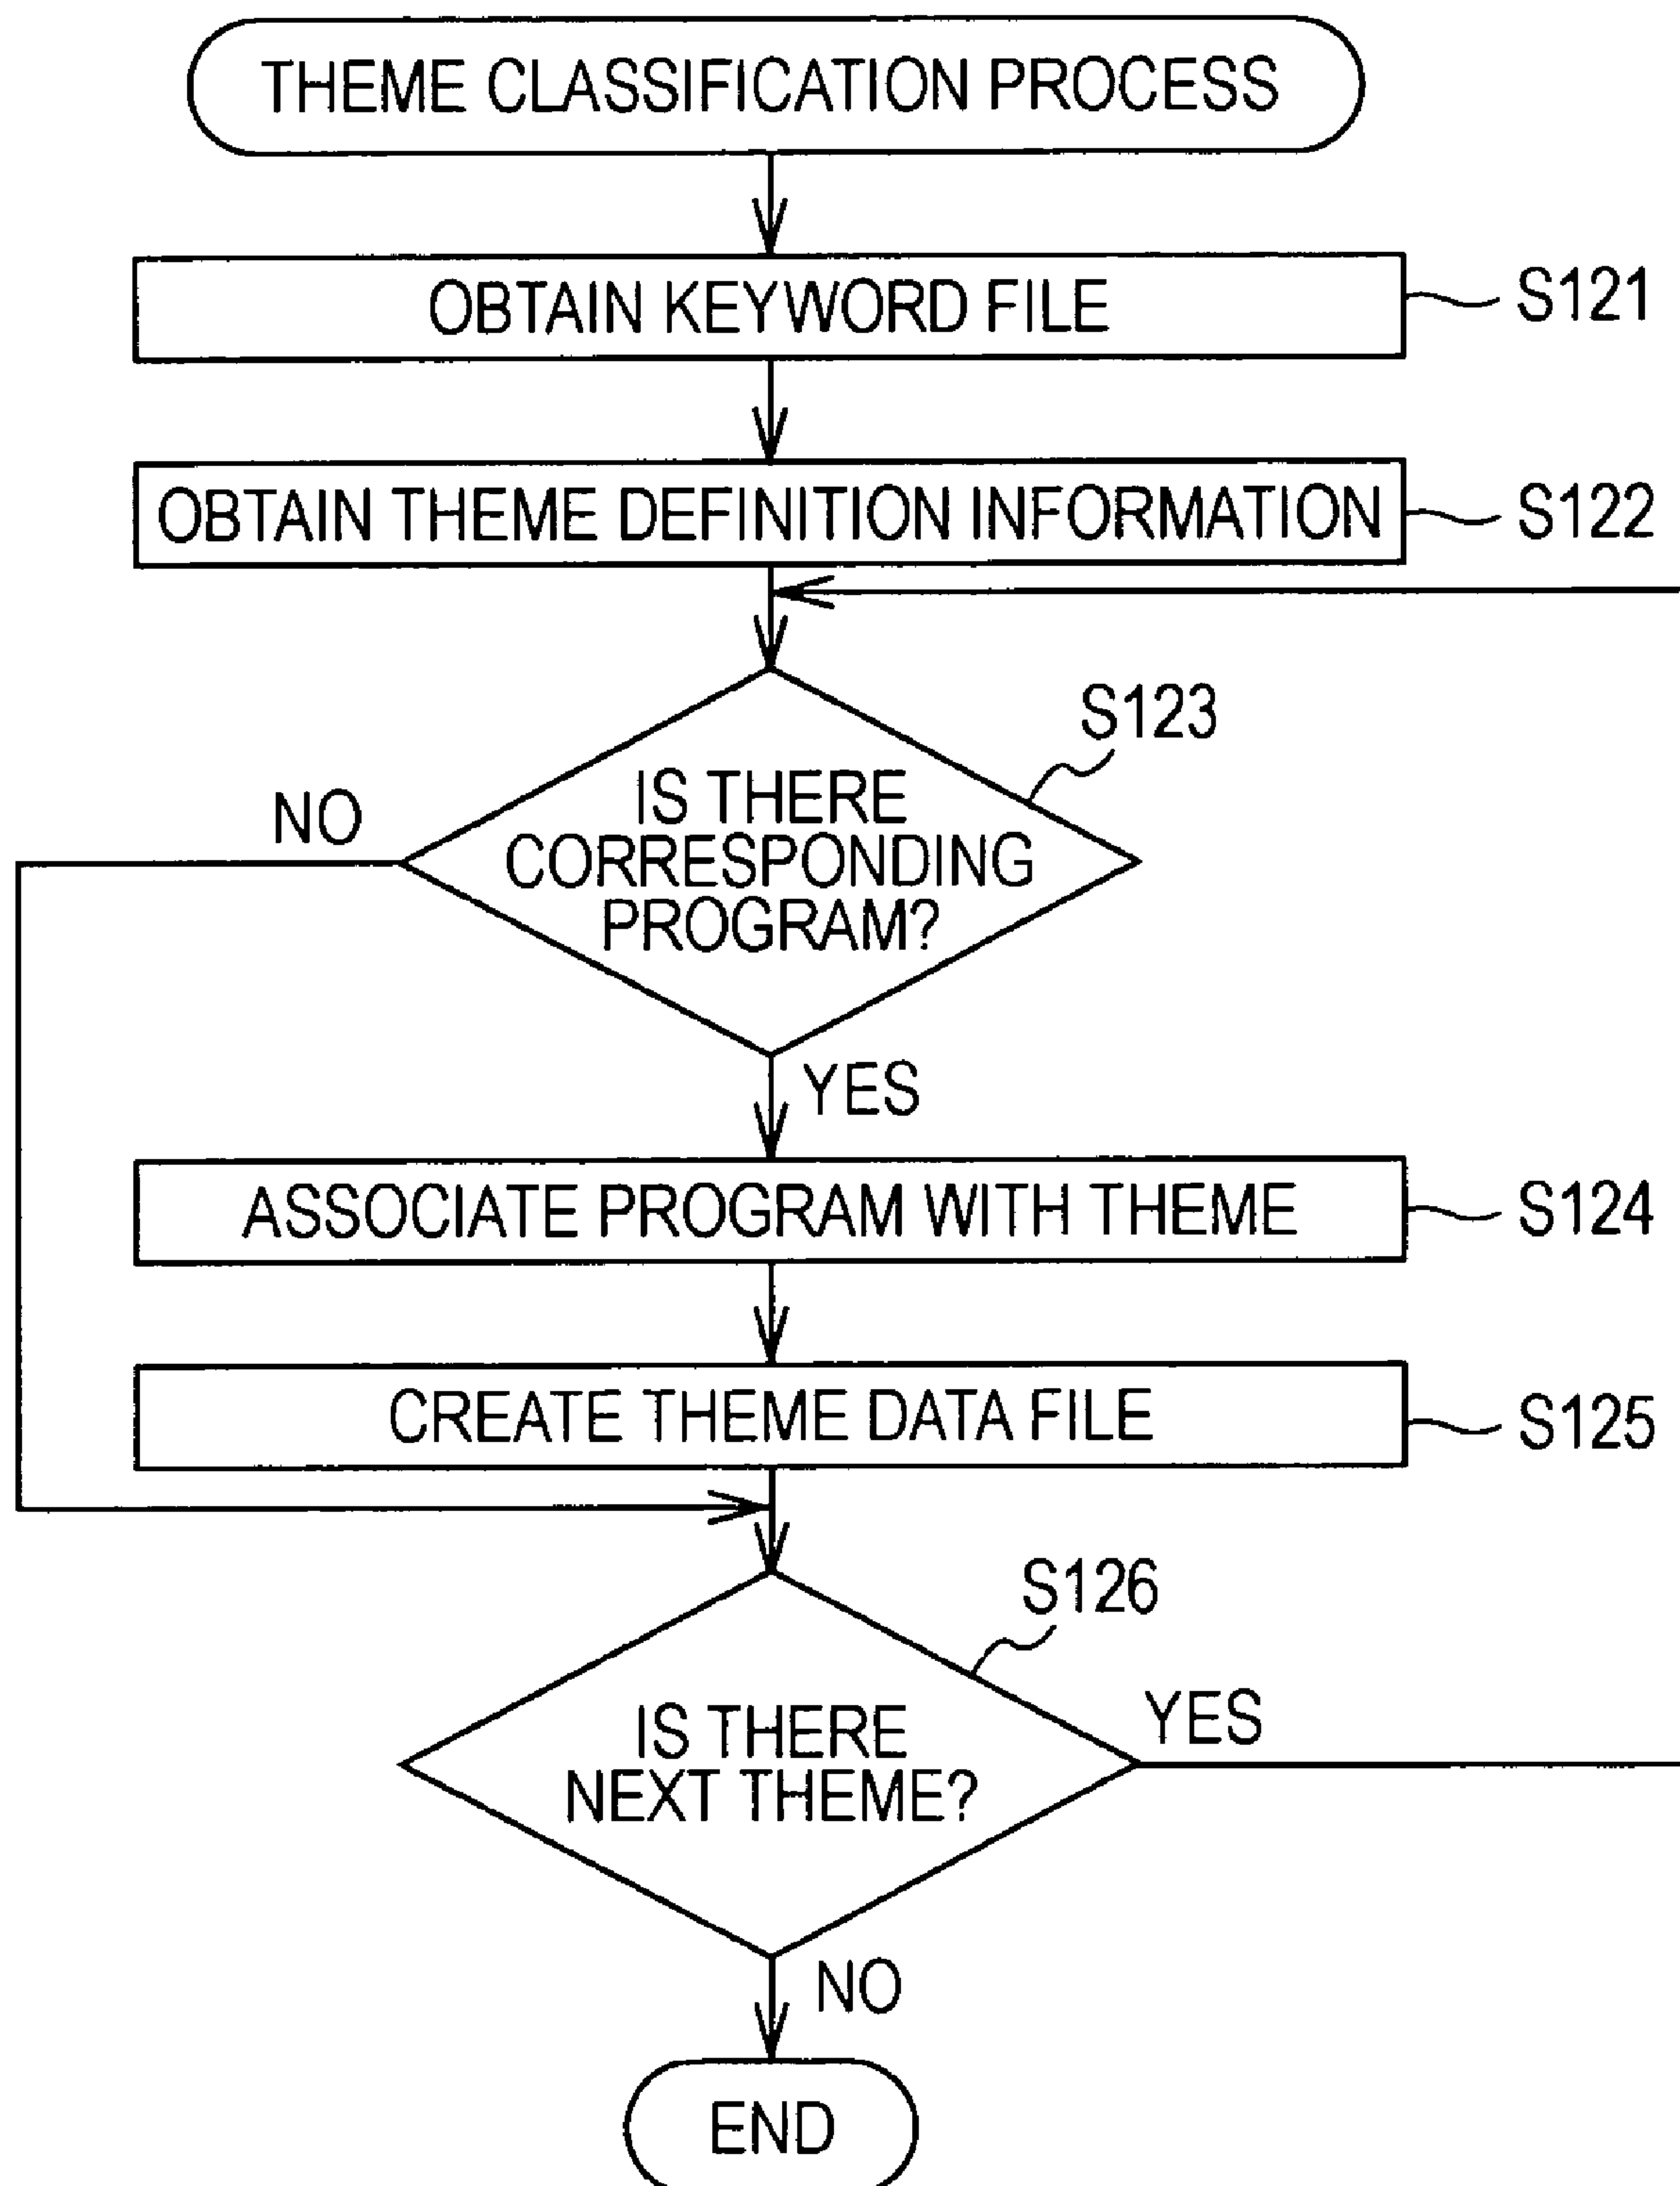 THEME CLASSIFICATION PROCESS
OBTAIN KEYWORD FILE
S121
OBTAIN THEME DEFINITION INFORMATION
S122
S123
IS THERE
CORRESPONDING
PROGRAM?
NO
YES
ASSOCIATE PROGRAM WITH THEME
S124
CREATE THEME DATA FILE
S125
S126
IS THERE
NEXT THEME?
YES
NO
END